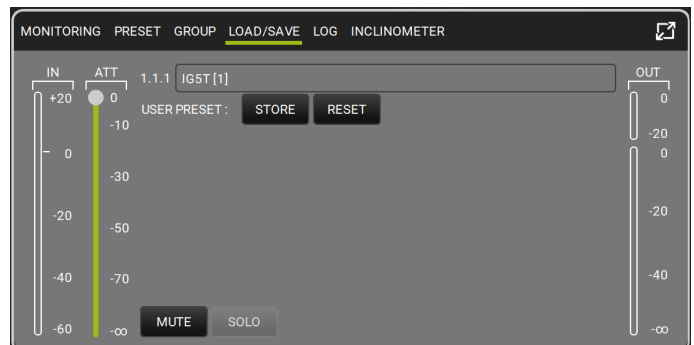 MONITORING PRESET GROUP LOAD/SAVE LOG INCLINOMETER
IN ATT OUT
1.1.1 IG5T [1]
+20 0 0
USER PRESET : STORE RESET
-10
-20
0 0
-30
-20 -20
-50
-40 -70 -40
MUTE SOLO
-60 -∞ -∞